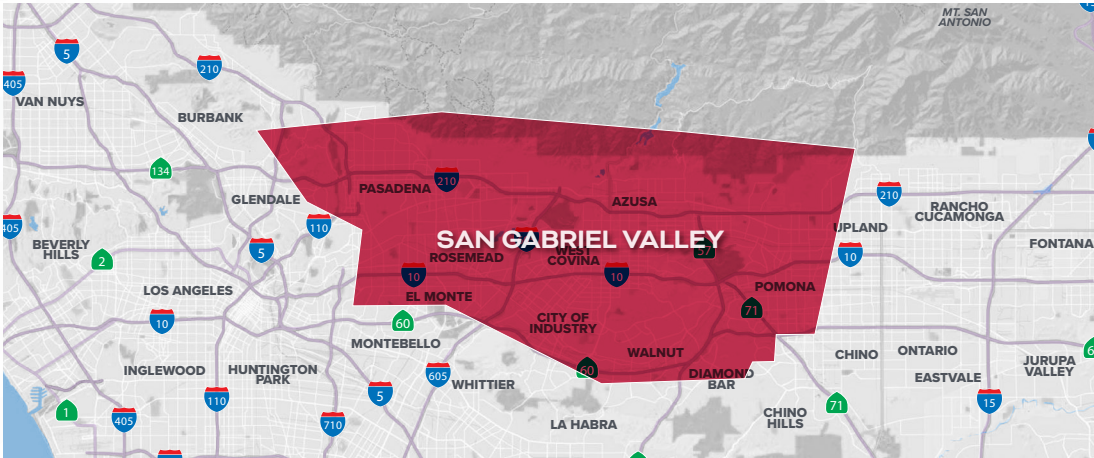 MT. SAN
ANTONIO
5
210
405
VAN NUYS
BURBANK
134
PASADENA
210
210
GLENDALE
AZUSA
RANCHO
CUCAMONGA
405
110
UPLAND
SAN GABRIEL VALLEY
BEVERLY
HILLS
2
5
ROSEMEAD
WEST
COVINA
57
10
FONTANA
10
10
LOS ANGELES
EL MONTE
POMONA
71
10
60
CITY OF
INDUSTRY
MONTEBELLO
WALNUT
CHINO
ONTARIO
INGLEWOOD
HUNTINGTON
PARK
605
WHITTIER
60
DIAMOND
BAR
EASTVALE
JURUPA
VALLEY
1
405
110
5
710
LA HABRA
CHINO
HILLS
71
15